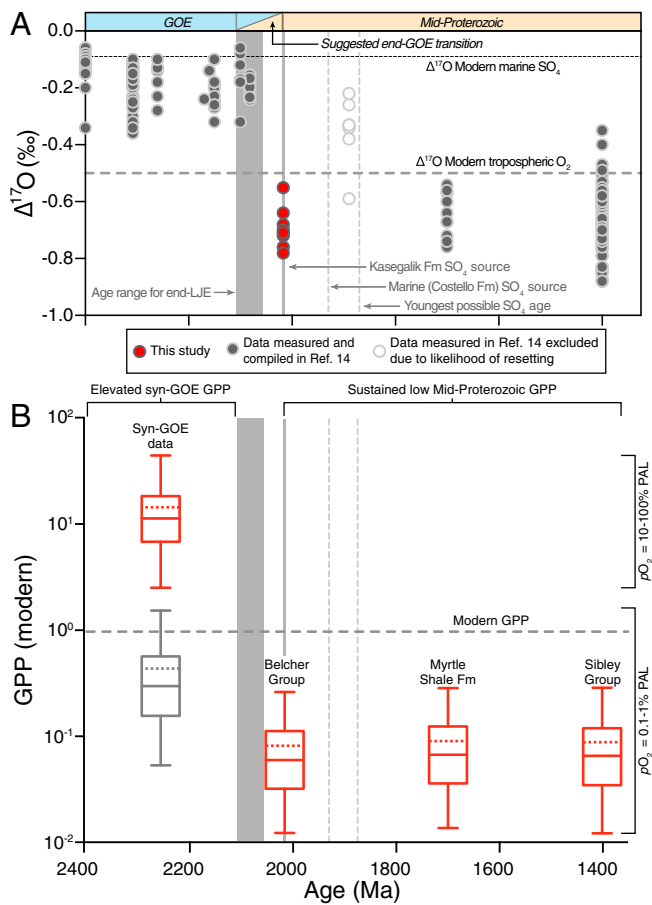 A
GOE
Mid-Proterozoic
Suggested end-GOE transition
0.0
Δ17O Modern marine SO4
-0.2
-0.4
Δ17O Modern tropospheric O2
Δ17O (‰)
-0.6
-0.8
Kasegalik Fm SO4 source
Age range for end-LJE
Marine (Costello Fm) SO4 source
Youngest possible SO4 age
-1.0
This study
Data measured and
compiled in Ref. 14
Data measured in Ref. 14 excluded
due to likelihood of resetting
Elevated syn-GOE GPP
Sustained low Mid-Proterozoic GPP
B
10^2
Syn-GOE
data
10^1
pO2 = 10-100% PAL
GPP (modern)
10^0
Modern GPP
Belcher
Group
Myrtle
Shale Fm
Sibley
Group
10^-1
pO2 = 0.1-1% PAL
10^-2
2400
2200
2000
1800
1600
1400
Age (Ma)